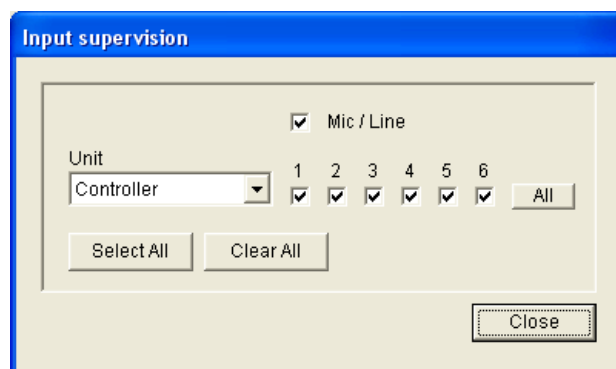 Input supervision
Mic / Line
Unit
1 2 3 4 5 6
Controller
All
Select All
Clear All
Close